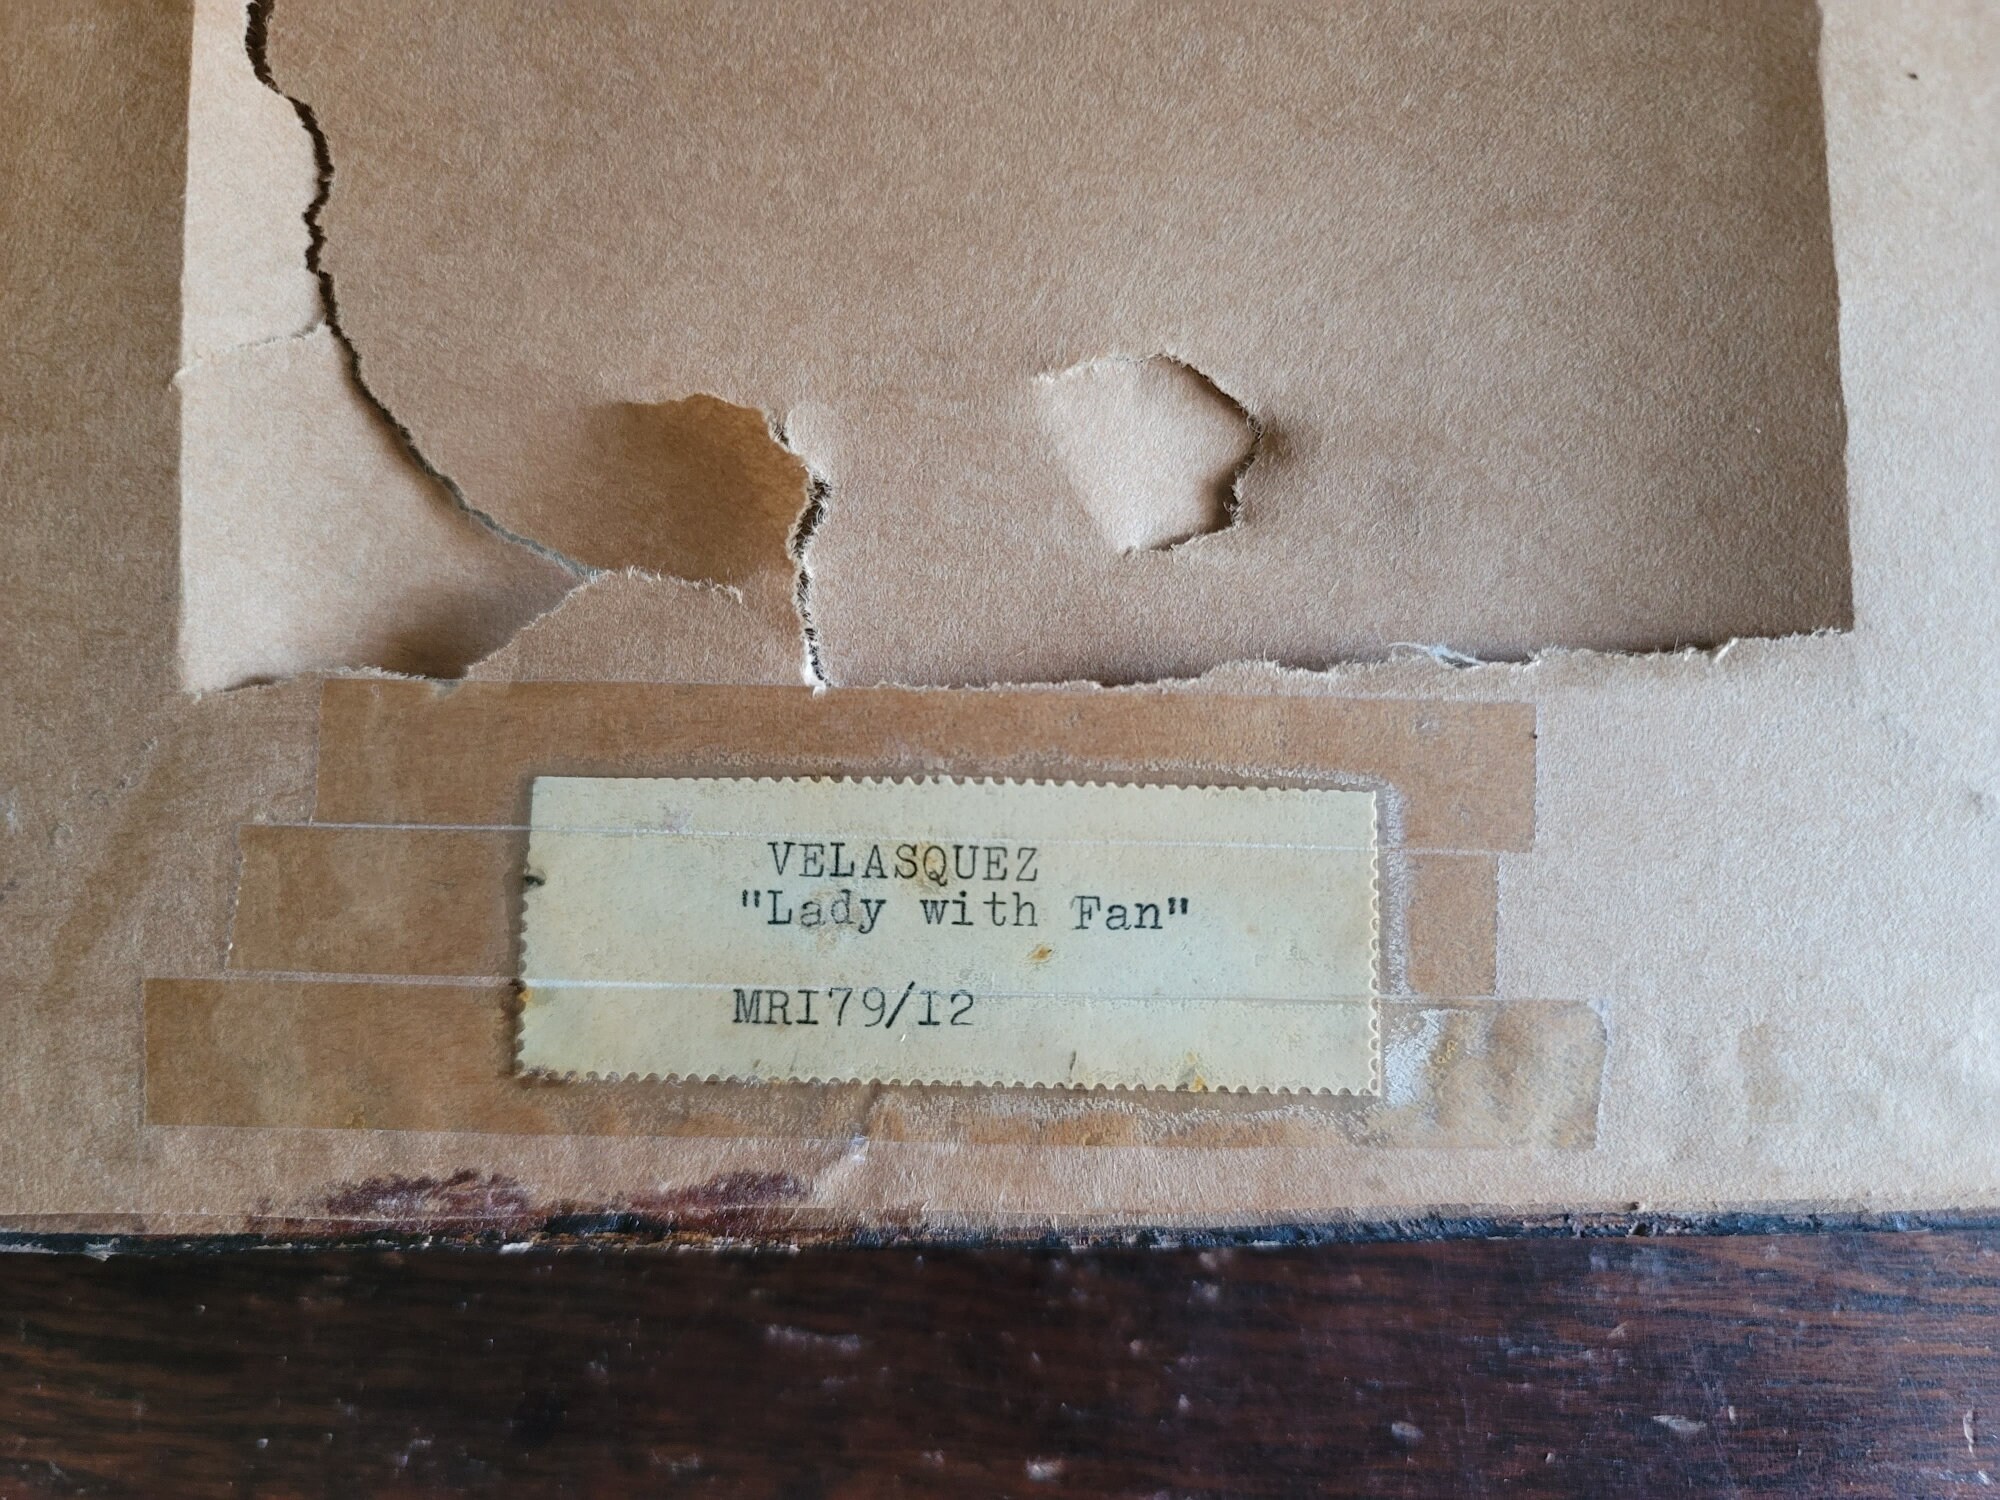 VELASQUEZ
"Lady with Fan"
MRI79/12